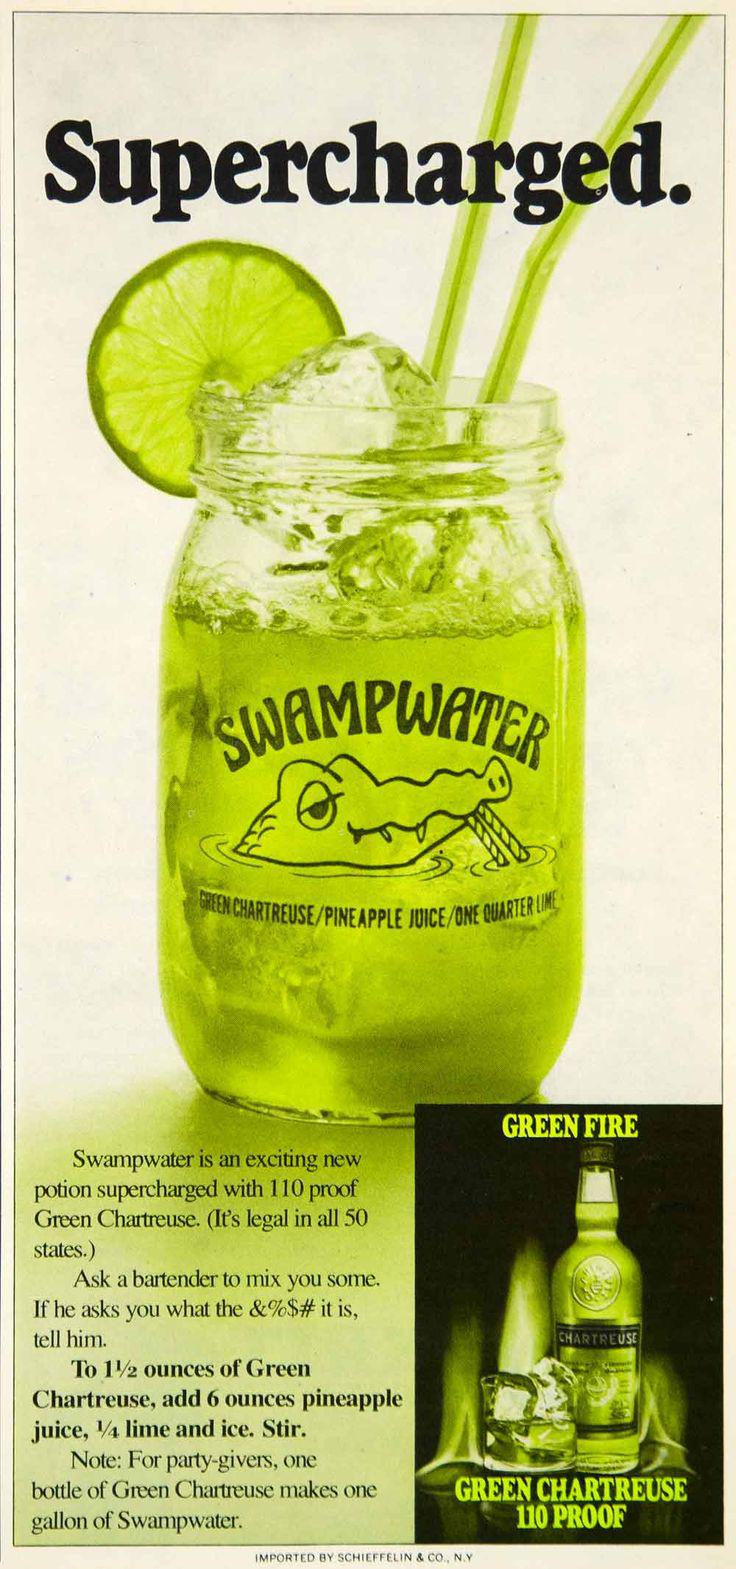 Supercharged.
SWAMPWATER
GREEN CHARTREUSE/PINEAPPLE JUICE/ONE QUARTER LIME
Swampwater is an exciting new
potion supercharged with 110 proof
Green Chartreuse. (It's legal in all 50
states.)
Ask a bartender to mix you some.
If he asks you what the &%$# it is,
tell him.
To 1½ ounces of Green
Chartreuse, add 6 ounces pineapple
juice, ¼ lime and ice. Stir.
Note: For party-givers, one
bottle of Green Chartreuse makes one
gallon of Swampwater.
GREEN FIRE
CHARTREUSE
GREEN CHARTREUSE
110 PROOF
IMPORTED BY SCHIEFFELIN & CO., N.Y